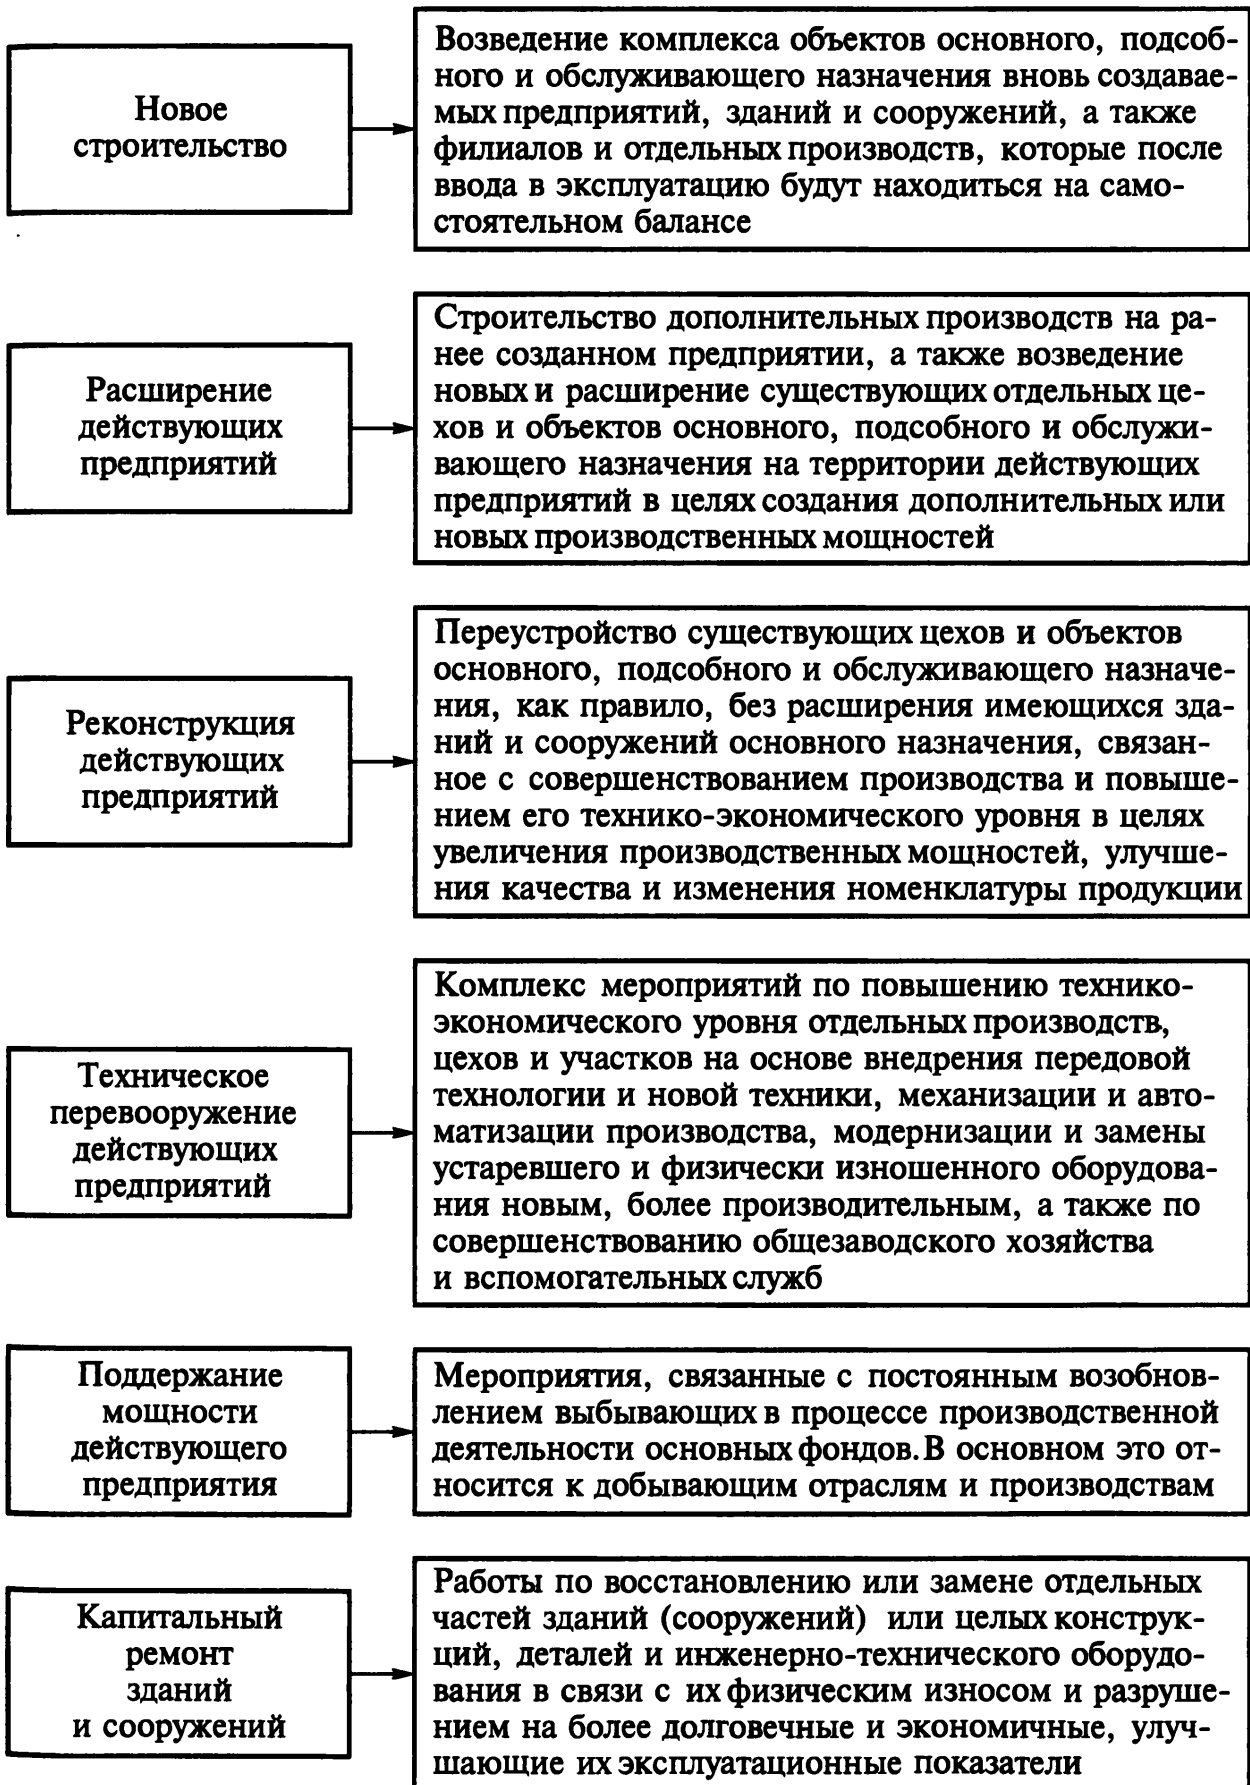 Новое
строительство
Возведение комплекса объектов основного, подсоб-
ного и обслуживающего назначения вновь создавае-
мых предприятий, зданий и сооружений, а также
филиалов и отдельных производств, которые после
ввода в эксплуатацию будут находиться на само-
стоятельном балансе
Расширение
действующих
предприятий
Строительство дополнительных производств на ра-
нее созданном предприятии, а также возведение
новых и расширение существующих отдельных це-
хов и объектов основного, подсобного и обслужи-
вающего назначения на территории действующих
предприятий в целях создания дополнительных или
новых производственных мощностей
Реконструкция
действующих
предприятий
Переустройство существующих цехов и объектов
основного, подсобного и обслуживающего назначе-
ния, как правило, без расширения имеющихся зда-
ний и сооружений основного назначения, связан-
ное с совершенствованием производства и повыше-
нием его технико-экономического уровня в целях
увеличения производственных мощностей, улучше-
ния качества и изменения номенклатуры продукции
Техническое
перевооружение
действующих
предприятий
Комплекс мероприятий по повышению технико-
экономического уровня отдельных производств,
цехов и участков на основе внедрения передовой
технологии и новой техники, механизации и авто-
матизации производства, модернизации и замены
устаревшего и физически изношенного оборудова-
ния новым, более производительным, а также по
совершенствованию общезаводского хозяйства
и вспомогательных служб
Поддержание
мощности
действующего
предприятия
Мероприятия, связанные с постоянным возобнов-
лением выбывающих в процессе производственной
деятельности основных фондов. В основном это от-
носится к добывающим отраслям и производствам
Капитальный
ремонт
зданий
и сооружений
Работы по восстановлению или замене отдельных
частей зданий (сооружений) или целых конструк-
ций, деталей и инженерно-технического оборудо-
вания в связи с их физическим износом и разруше-
нием на более долговечные и экономичные, улуч-
шающие их эксплуатационные показатели